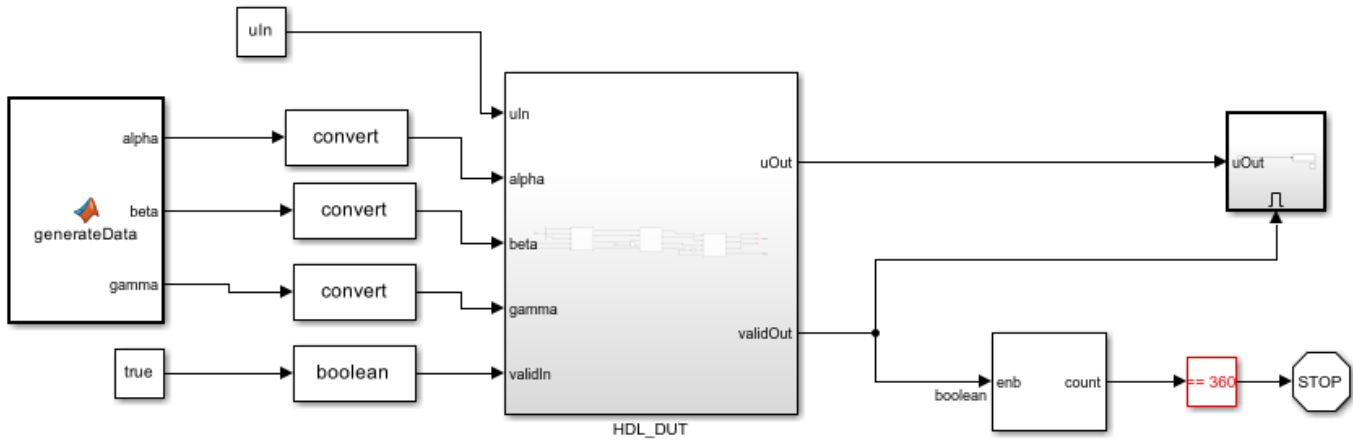 uIn
alpha
beta
gamma
generateData
convert
convert
convert
true
boolean
uIn
alpha
beta
gamma
validIn
uOut
validOut
HDL_DUT
uOut
boolean
enb
count
== 360
STOP